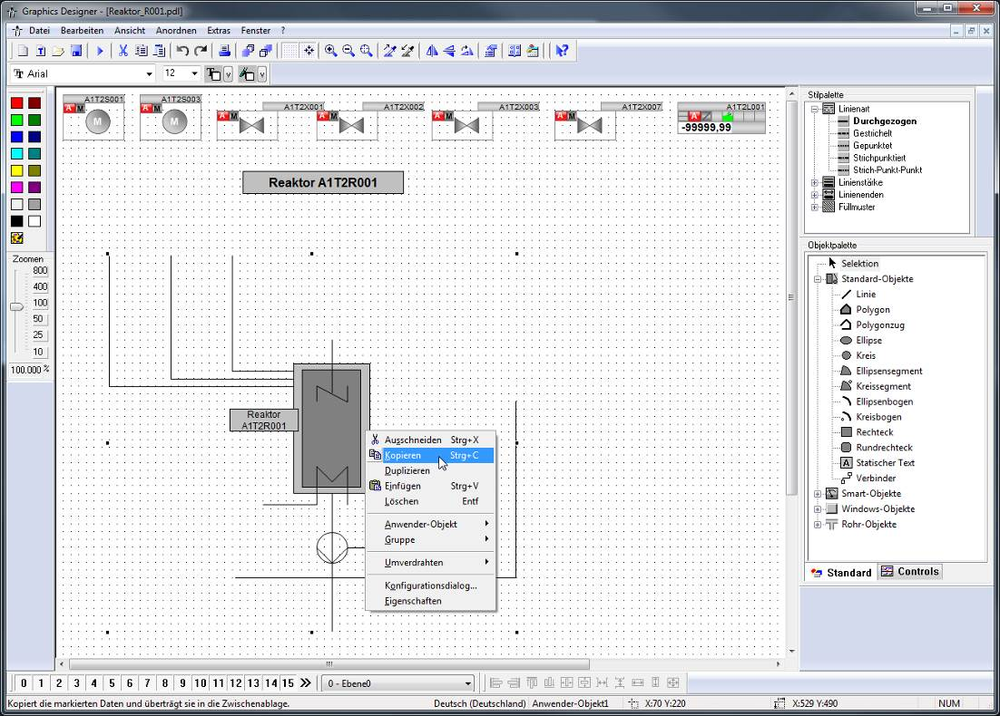 Graphics Designer - [Reaktor_R001.pdl]
Datei Bearbeiten Ansicht Anordnen Extras Fenster ?
Arial 12
A1T2S001 A1T2S003 A1T2X001 A1T2X002 A1T2X003 A1T2X007 A1T2L001
M M
-99999,99
Reaktor A1T2R001
Zoomen
800
400
100
50
25
10
100.000 %
Reaktor
A1T2R001
Ausschneiden Strg+X
Kopieren Strg+C
Duplizieren
Einfügen Strg+V
Löschen Entf
Anwender-Objekt
Gruppe
Umverdrahten
Konfigurationsdialog...
Eigenschaften
Stilpalette
Linienart
Durchgezogen
Gestrichelt
Gepunktet
Strichpunktiert
Strich-Punkt-Punkt
Linienstärke
Linienenden
Füllmuster
Objektpalette
Selektion
Standard-Objekte
Linie
Polygon
Polygonzug
Ellipse
Kreis
Ellipsensegment
Kreissegment
Ellipsenbogen
Kreisbogen
Rechteck
Rundrechteck
Statischer Text
Verbinder
Smart-Objekte
Windows-Objekte
Rohr-Objekte
Standard Controls
0 1 2 3 4 5 6 7 8 9 10 11 12 13 14 15 0 - Ebene0
Kopiert die markierten Daten und überträgt sie in die Zwischenablage. Deutsch (Deutschland) Anwender-Objekt1 X:70 Y:220 X:529 Y:490 NUM